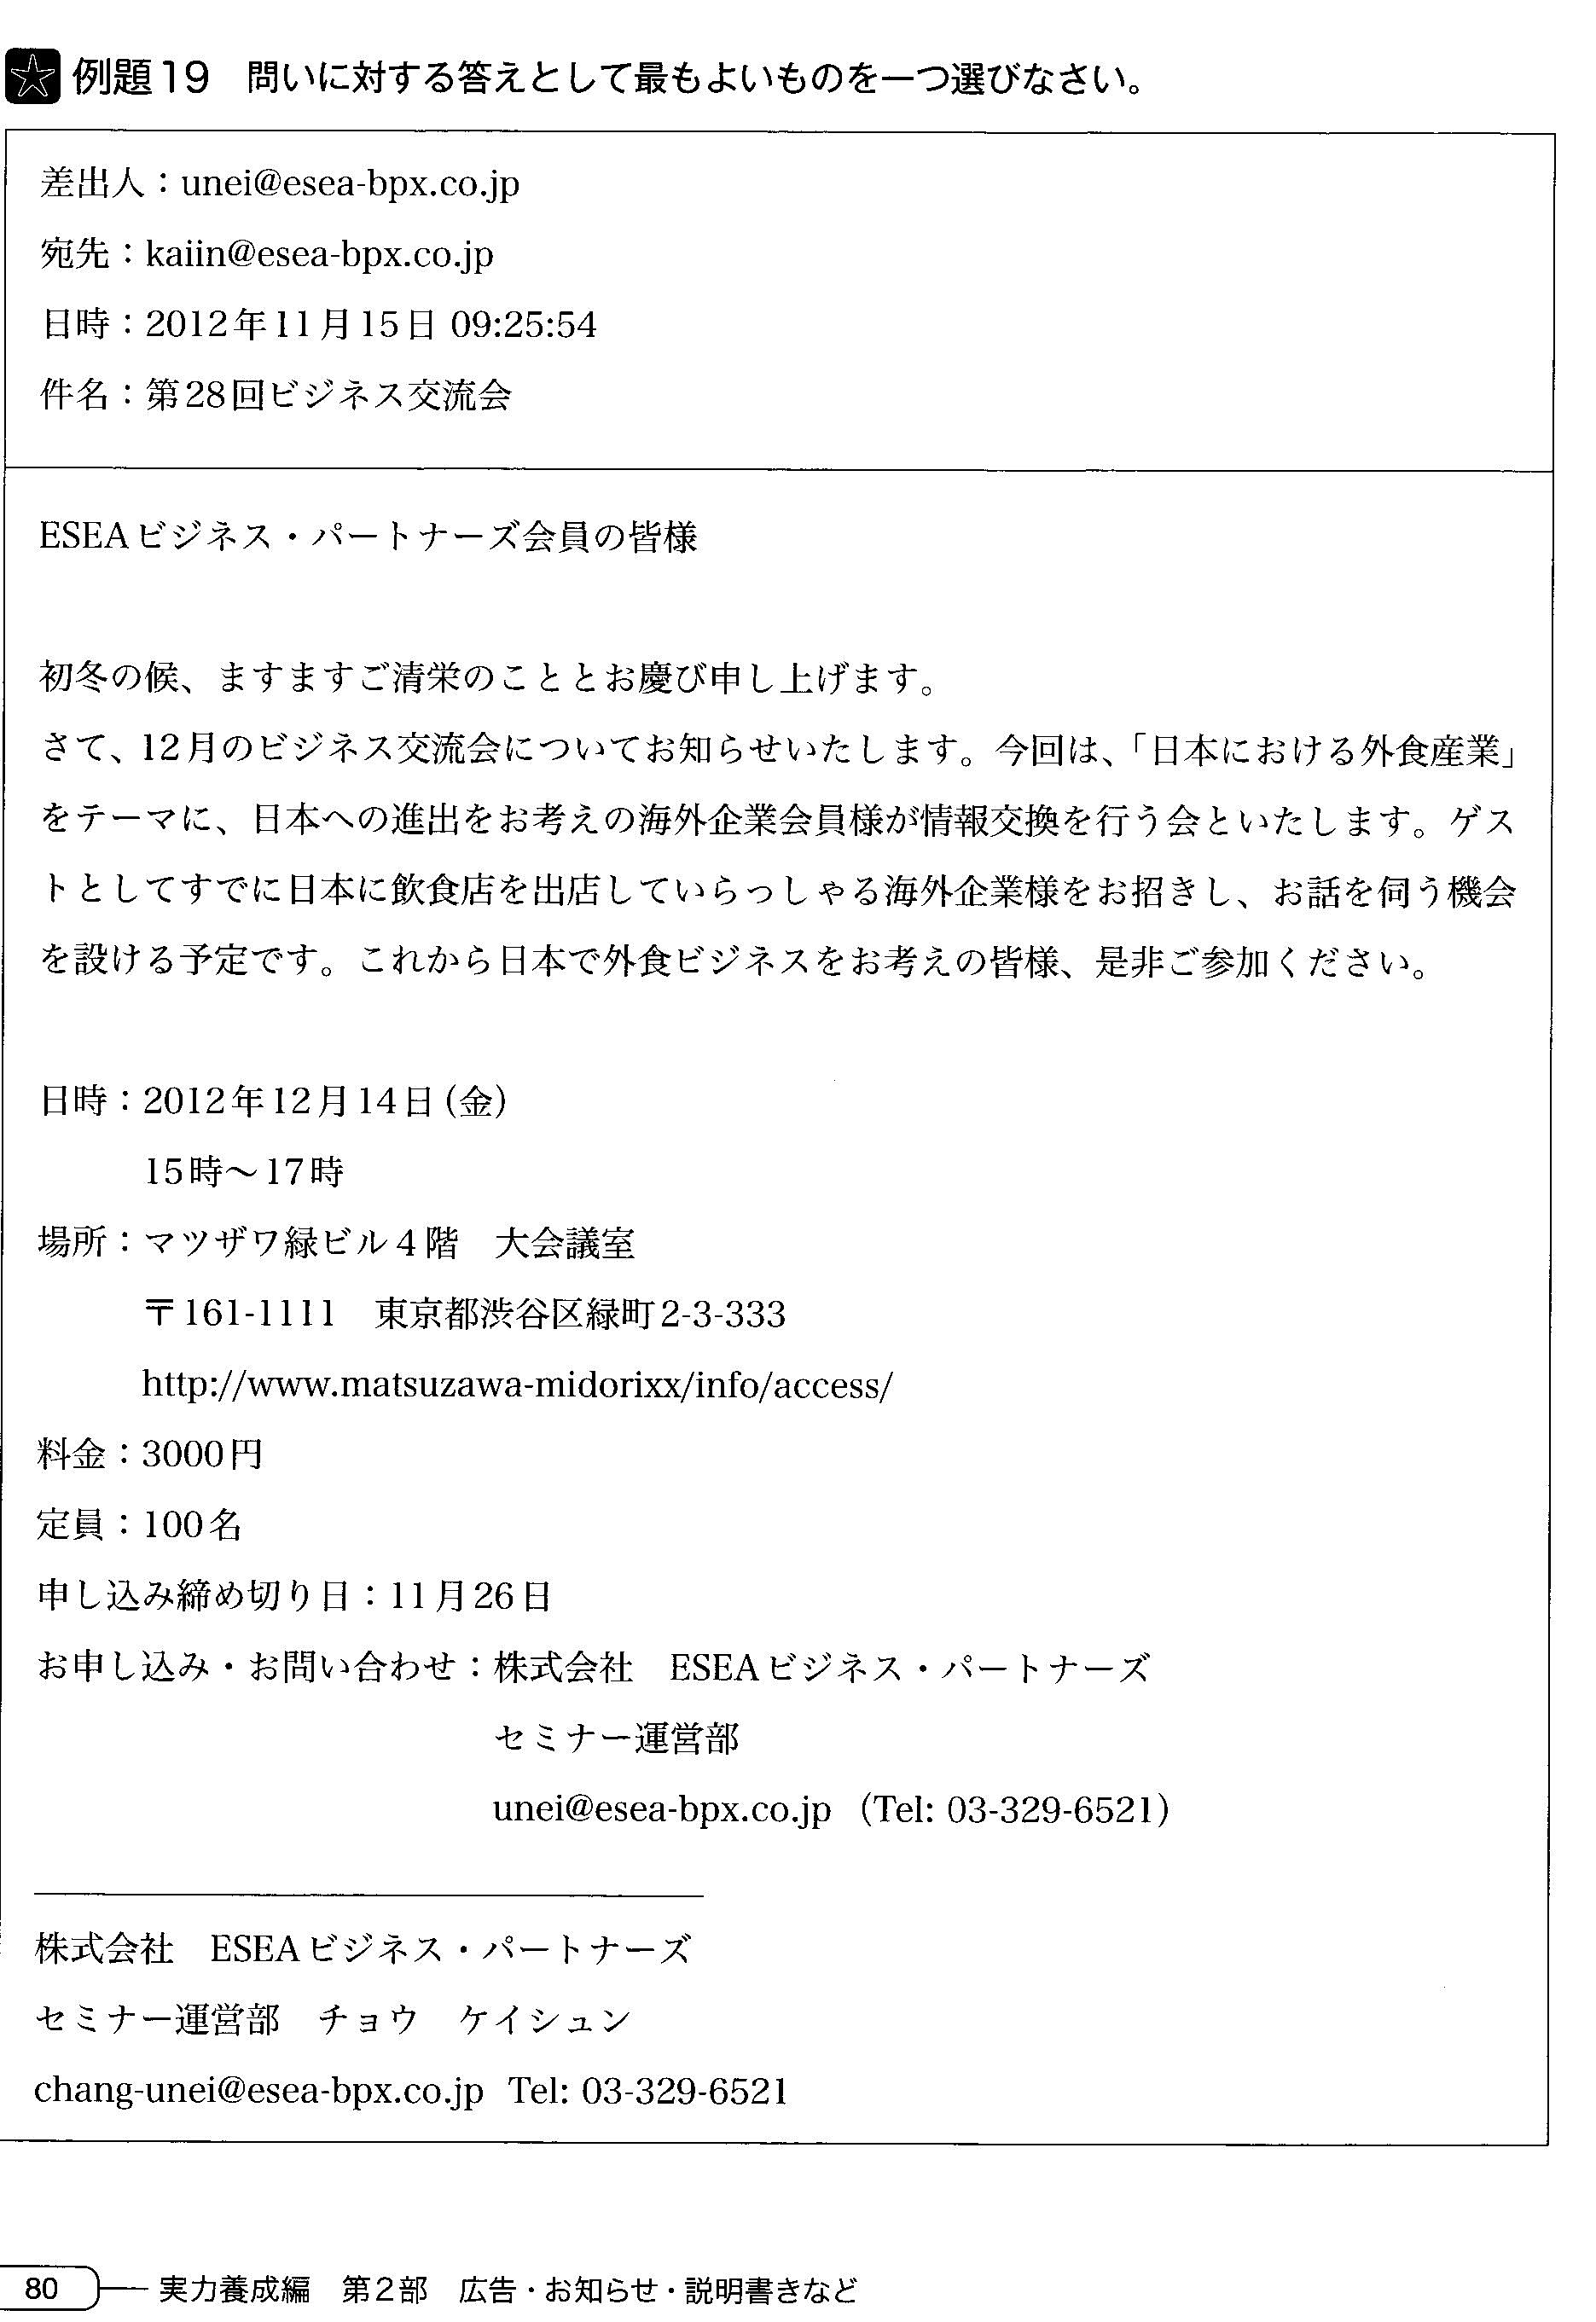 例題19　問いに対する答えとして最もよいものを一つ選びなさい。
差出人：unei@esea-bpx.co.jp
宛先：kaiin@esea-bpx.co.jp
日時：2012年11月15日 09:25:54
件名：第28回ビジネス交流会
ESEAビジネス・パートナーズ会員の皆様
初冬の候、ますますご清栄のこととお慶び申し上げます。
さて、12月のビジネス交流会についてお知らせいたします。今回は、「日本における外食産業」
をテーマに、日本への進出をお考えの海外企業会員様が情報交換を行う会といたします。ゲス
トとしてすでに日本に飲食店を出店していらっしゃる海外企業様をお招きし、お話を伺う機会
を設ける予定です。これから日本で外食ビジネスをお考えの皆様、是非ご参加ください。
日時：2012年12月14日（金）
15時～17時
場所：マツザワ緑ビル4階　大会議室
〒161-1111　東京都渋谷区緑町2-3-333
http://www.matsuzawa-midorixx/info/access/
料金：3000円
定員：100名
申し込み締め切り日：11月26日
お申し込み・お問い合わせ：株式会社　ESEAビジネス・パートナーズ
セミナー運営部
unei@esea-bpx.co.jp（Tel: 03-329-6521）
株式会社　ESEAビジネス・パートナーズ
セミナー運営部　チョウ　ケイシュン
chang-unei@esea-bpx.co.jp Tel: 03-329-6521
80　実力養成編　第2部　広告・お知らせ・説明書きなど